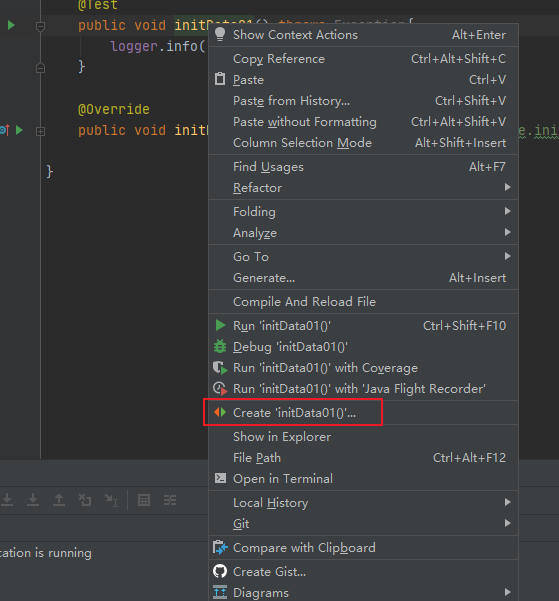 @Test
public void initData01() throws Exception{
logger.info(
}
@Override
public void init
e.ini
}
Show Context Actions Alt+Enter
Copy Reference Ctrl+Alt+Shift+C
Paste Ctrl+V
Paste from History... Ctrl+Shift+V
Paste without Formatting Ctrl+Alt+Shift+V
Column Selection Mode Alt+Shift+Insert
Find Usages Alt+F7
Refactor
Folding
Analyze
Go To
Generate... Alt+Insert
Compile And Reload File
Run 'initData01()' Ctrl+Shift+F10
Debug 'initData01()'
Run 'initData01()' with Coverage
Run 'initData01()' with 'Java Flight Recorder'
Create 'initData01()'...
Show in Explorer
File Path Ctrl+Alt+F12
Open in Terminal
Local History
Git
Compare with Clipboard
Create Gist...
Diagrams
cation is running